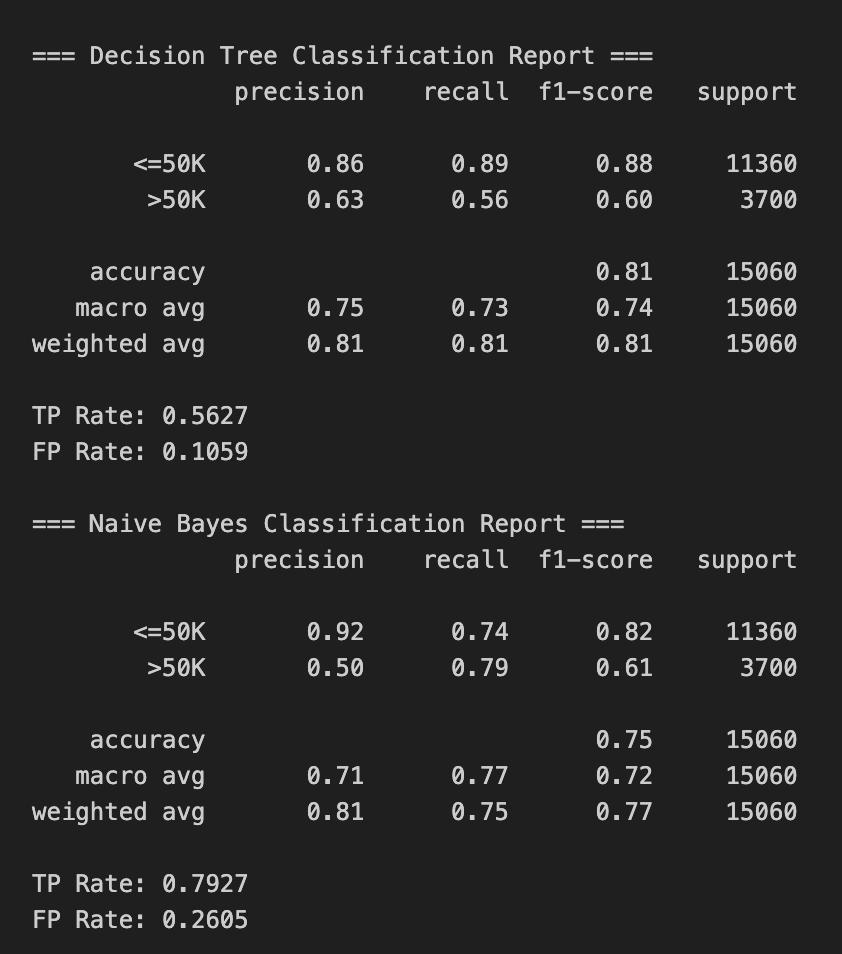 === Decision Tree Classification Report ===
precision recall f1-score support
<=50K 0.86 0.89 0.88 11360
>50K 0.63 0.56 0.60 3700
accuracy 0.81 15060
macro avg 0.75 0.73 0.74 15060
weighted avg 0.81 0.81 0.81 15060
TP Rate: 0.5627
FP Rate: 0.1059
=== Naive Bayes Classification Report ===
precision recall f1-score support
<=50K 0.92 0.74 0.82 11360
>50K 0.50 0.79 0.61 3700
accuracy 0.75 15060
macro avg 0.71 0.77 0.72 15060
weighted avg 0.81 0.75 0.77 15060
TP Rate: 0.7927
FP Rate: 0.2605